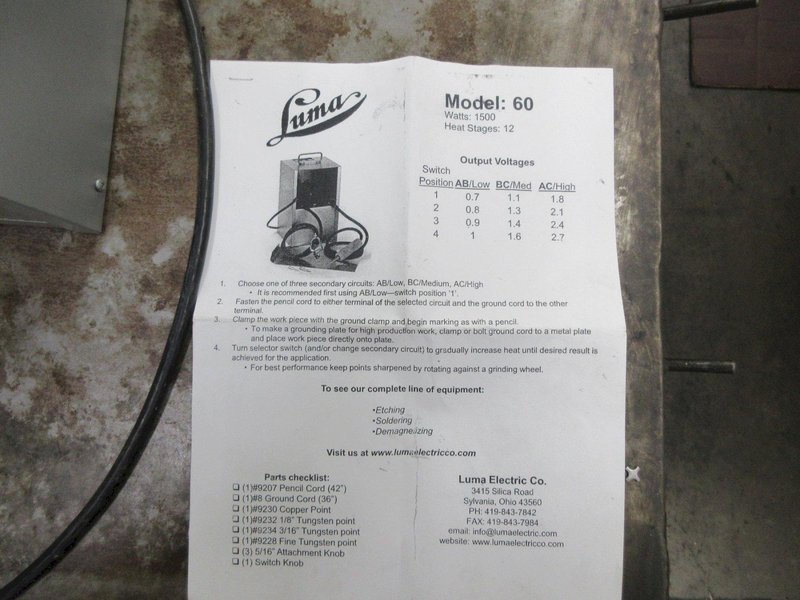 Luma
Model: 60
Watts: 1500
Heat Stages: 12
Output Voltages
Switch
Position AB/Low BC/Med AC/High
1 0.7 1.1 1.8
2 0.8 1.3 2.1
3 0.9 1.4 2.4
4 1 1.6 2.7
1. Choose one of three secondary circuits: AB/Low, BC/Medium, AC/High
• It is recommended first using AB/Low—switch position '1'.
2. Fasten the pencil cord to either terminal of the selected circuit and the ground cord to the other
terminal.
3. Clamp the work piece with the ground clamp and begin marking as with a pencil.
• To make a grounding plate for high production work, clamp or bolt ground cord to a metal plate
and place work piece directly onto plate.
4. Turn selector switch (and/or change secondary circuit) to gradually increase heat until desired result is
achieved for the application.
• For best performance keep points sharpened by rotating against a grinding wheel.
To see our complete line of equipment:
•Etching
•Soldering
•Demagnetizing
Visit us at www.lumaelectricco.com
Parts checklist:
❏ (1)#9207 Pencil Cord (42")
❏ (1)#8 Ground Cord (36")
❏ (1)#9230 Copper Point
❏ (1)#9232 1/8" Tungsten point
❏ (1)#9234 3/16" Tungsten point
❏ (1)#9228 Fine Tungsten point
❏ (3) 5/16" Attachment Knob
❏ (1) Switch Knob
Luma Electric Co.
3415 Silica Road
Sylvania, Ohio 43560
PH: 419-843-7842
FAX: 419-843-7984
email: info@lumaelectric.com
website: www.lumaelectricco.com